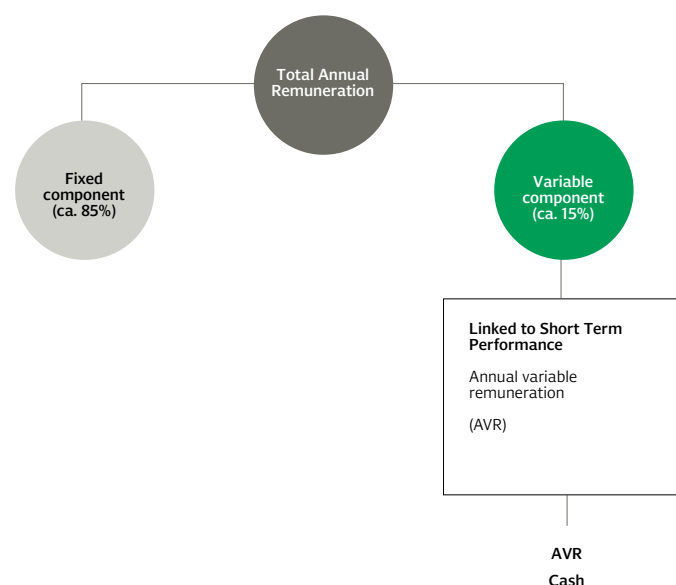 Total Annual
Remuneration
Fixed
component
(ca. 85%)
Variable
component
(ca. 15%)
Linked to Short Term
Performance
Annual variable
remuneration
(AVR)
AVR
Cash